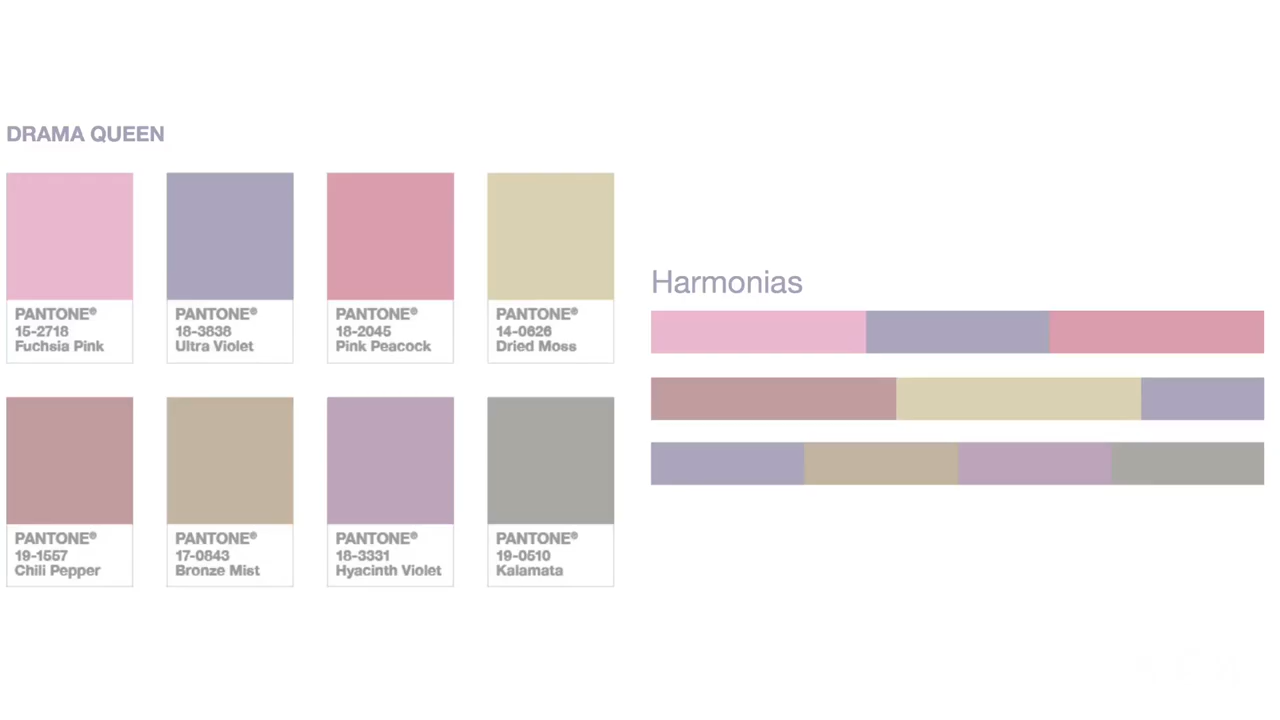 DRAMA QUEEN
PANTONE®
15-2718
Fuchsia Pink
PANTONE®
18-3838
Ultra Violet
PANTONE®
18-2045
Pink Peacock
PANTONE®
14-0626
Dried Moss
PANTONE®
19-1557
Chili Pepper
PANTONE®
17-0843
Bronze Mist
PANTONE®
18-3331
Hyacinth Violet
PANTONE®
19-0510
Kalamata
Harmonias